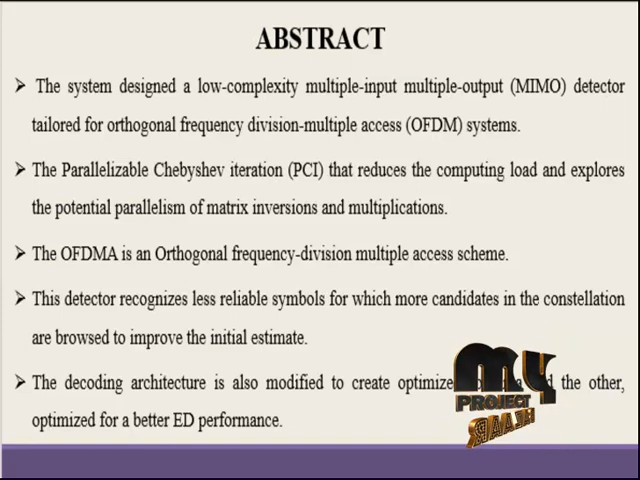 ABSTRACT
➢ The system designed a low-complexity multiple-input multiple-output (MIMO) detector
tailored for orthogonal frequency division-multiple access (OFDM) systems.
➢ The Parallelizable Chebyshev iteration (PCI) that reduces the computing load and explores
the potential parallelism of matrix inversions and multiplications.
➢ The OFDMA is an Orthogonal frequency-division multiple access scheme.
➢ This detector recognizes less reliable symbols for which more candidates in the constellation
are browsed to improve the initial estimate.
➢ The decoding architecture is also modified to create the other,
optimized for a better ED performance.
MY
PROJECT